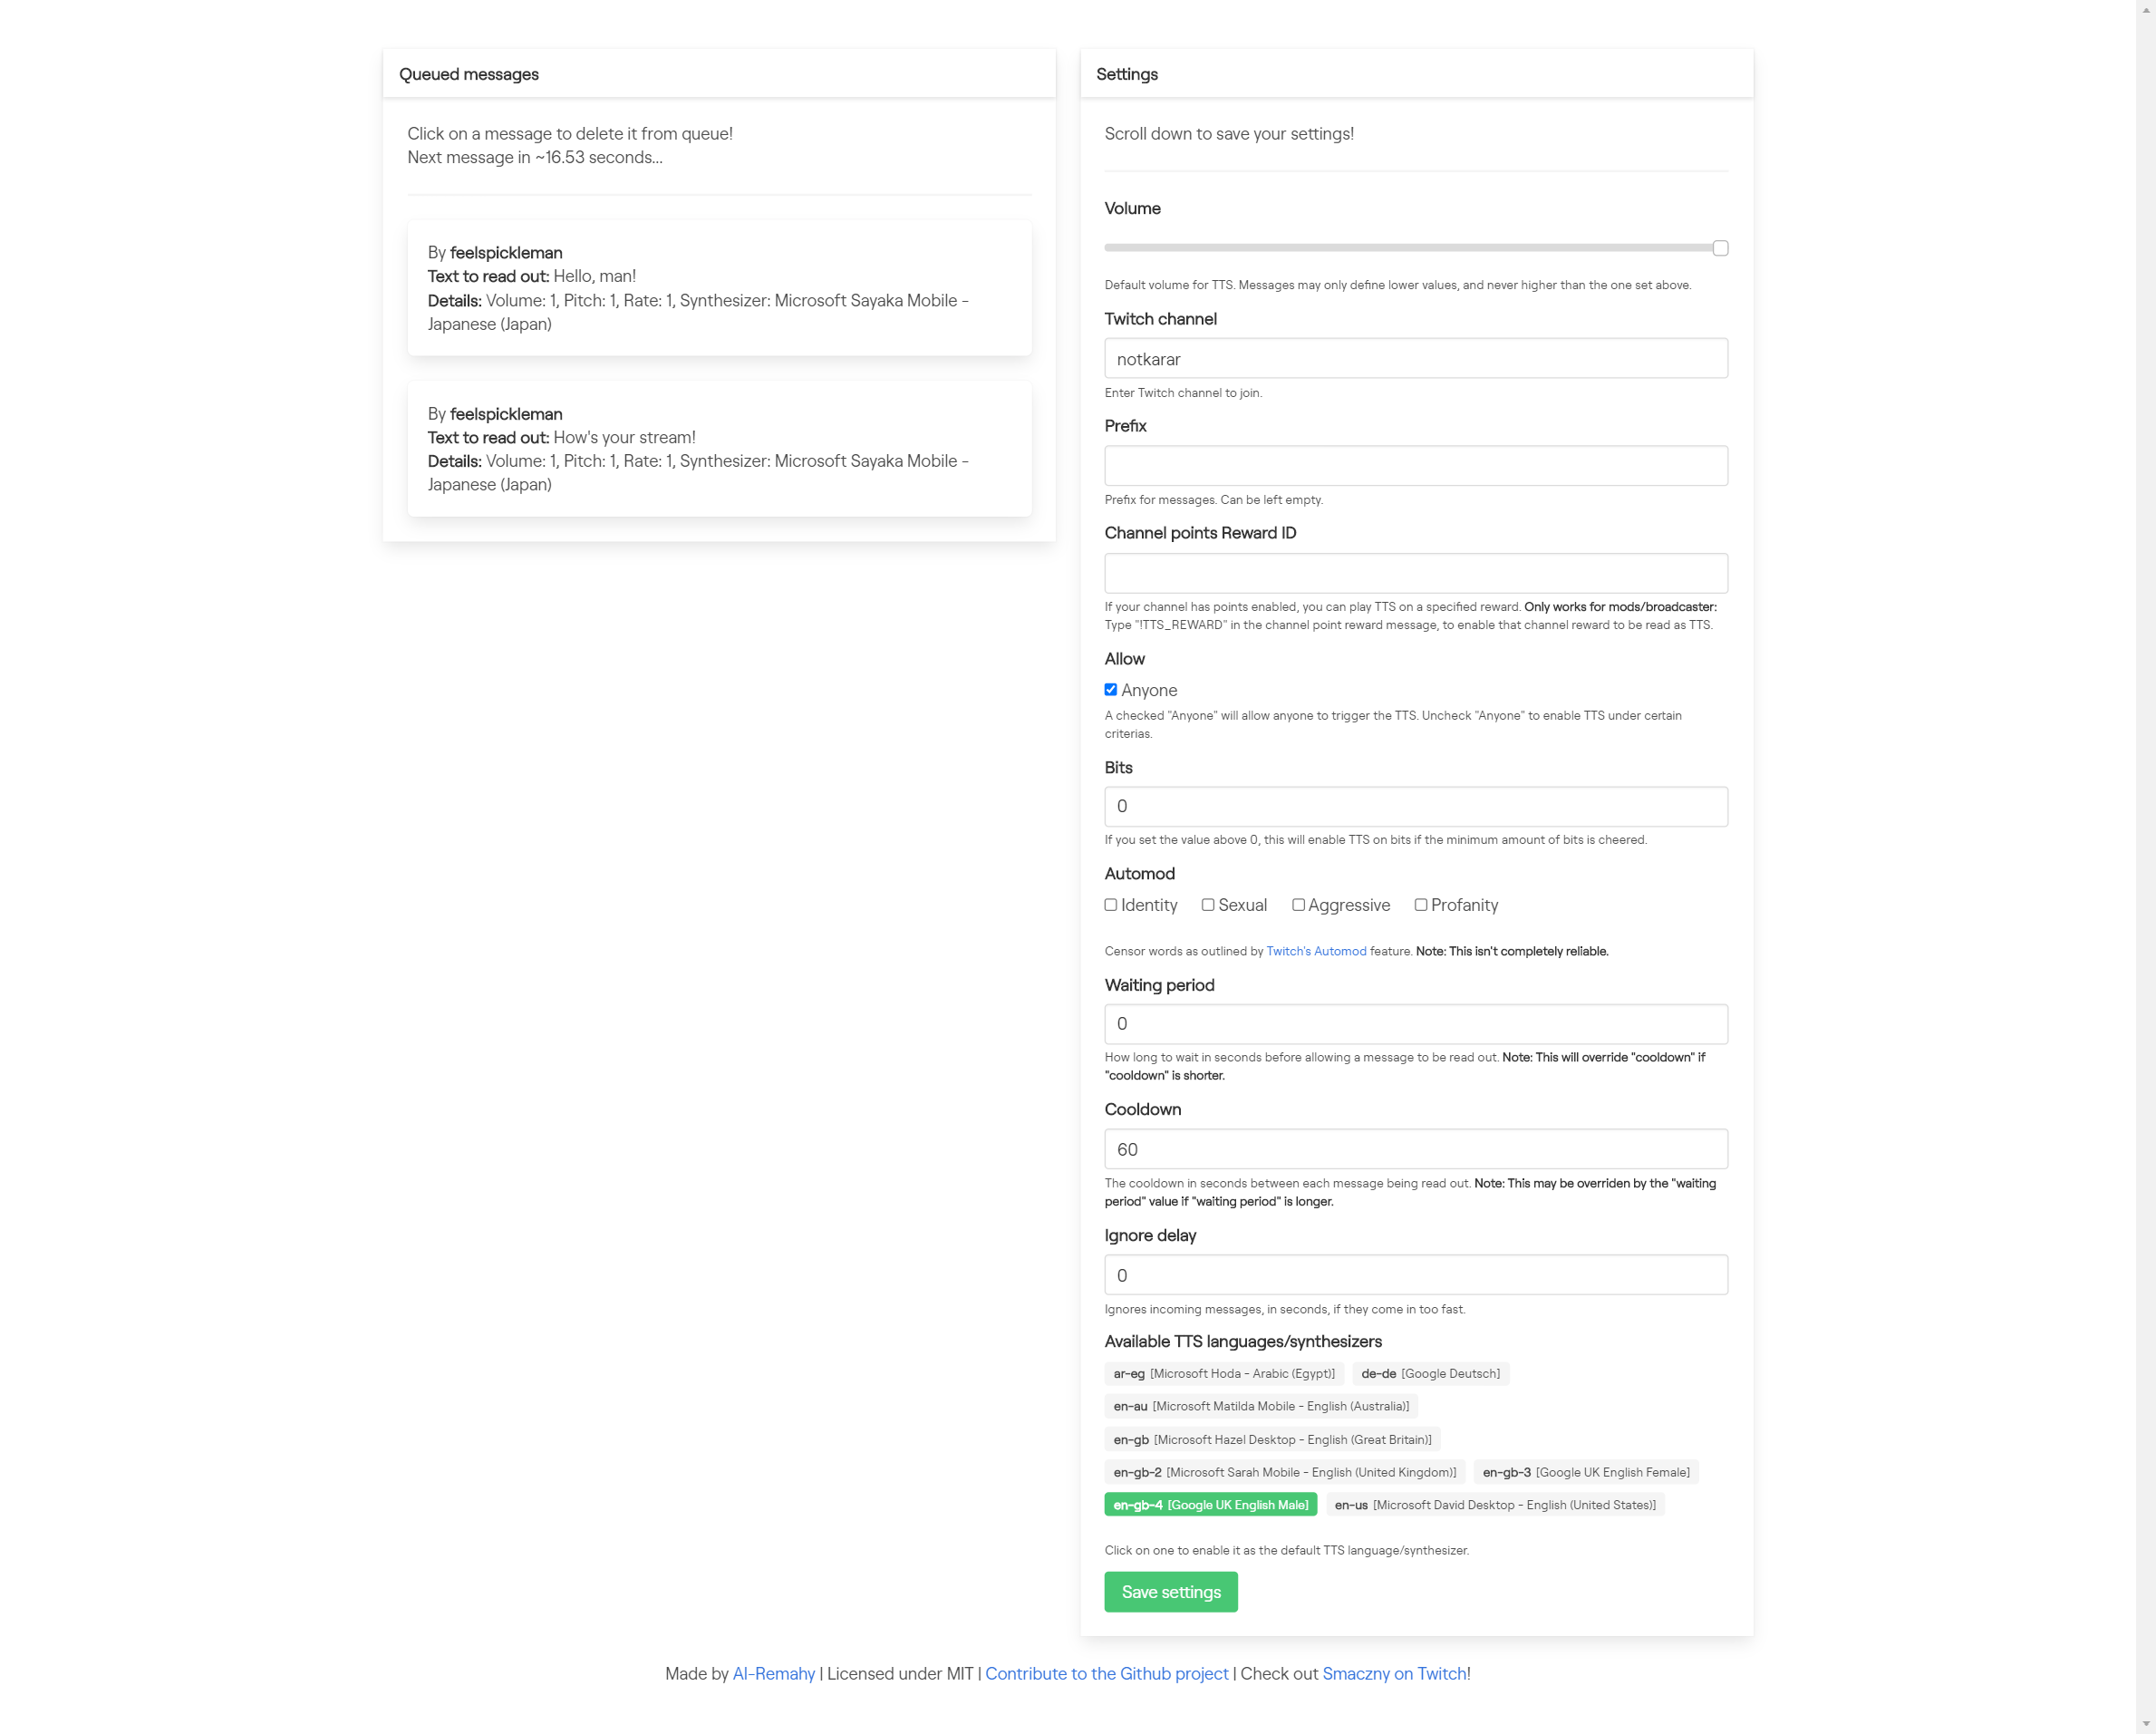 Queued messages
Click on a message to delete it from queue!
Next message in ~16.53 seconds...
By feelspickleman
Text to read out: Hello, man!
Details: Volume: 1, Pitch: 1, Rate: 1, Synthesizer: Microsoft Sayaka Mobile -
Japanese (Japan)
By feelspickleman
Text to read out: How's your stream!
Details: Volume: 1, Pitch: 1, Rate: 1, Synthesizer: Microsoft Sayaka Mobile -
Japanese (Japan)
Settings
Scroll down to save your settings!
Volume
Default volume for TTS. Messages may only define lower values, and never higher than the one set above.
Twitch channel
notkarar
Enter Twitch channel to join.
Prefix
Prefix for messages. Can be left empty.
Channel points Reward ID
If your channel has points enabled, you can play TTS on a specified reward. Only works for mods/broadcaster:
Type "!TTS_REWARD" in the channel point reward message, to enable that channel reward to be read as TTS.
Allow
Anyone
A checked "Anyone" will allow anyone to trigger the TTS. Uncheck "Anyone" to enable TTS under certain
criterias.
Bits
0
If you set the value above 0, this will enable TTS on bits if the minimum amount of bits is cheered.
Automod
Identity Sexual Aggressive Profanity
Censor words as outlined by Twitch's Automod feature. Note: This isn't completely reliable.
Waiting period
0
How long to wait in seconds before allowing a message to be read out. Note: This will override "cooldown" if
"cooldown" is shorter.
Cooldown
60
The cooldown in seconds between each message being read out. Note: This may be overriden by the "waiting
period" value if "waiting period" is longer.
Ignore delay
0
Ignores incoming messages, in seconds, if they come in too fast.
Available TTS languages/synthesizers
ar-eg [Microsoft Hoda - Arabic (Egypt)] de-de [Google Deutsch]
en-au [Microsoft Matilda Mobile - English (Australia)]
en-gb [Microsoft Hazel Desktop - English (Great Britain)]
en-gb-2 [Microsoft Sarah Mobile - English (United Kingdom)] en-gb-3 [Google UK English Female]
en-gb-4 [Google UK English Male] en-us [Microsoft David Desktop - English (United States)]
Click on one to enable it as the default TTS language/synthesizer.
Save settings
Made by Al-Remahy | Licensed under MIT | Contribute to the Github project | Check out Smaczny on Twitch!